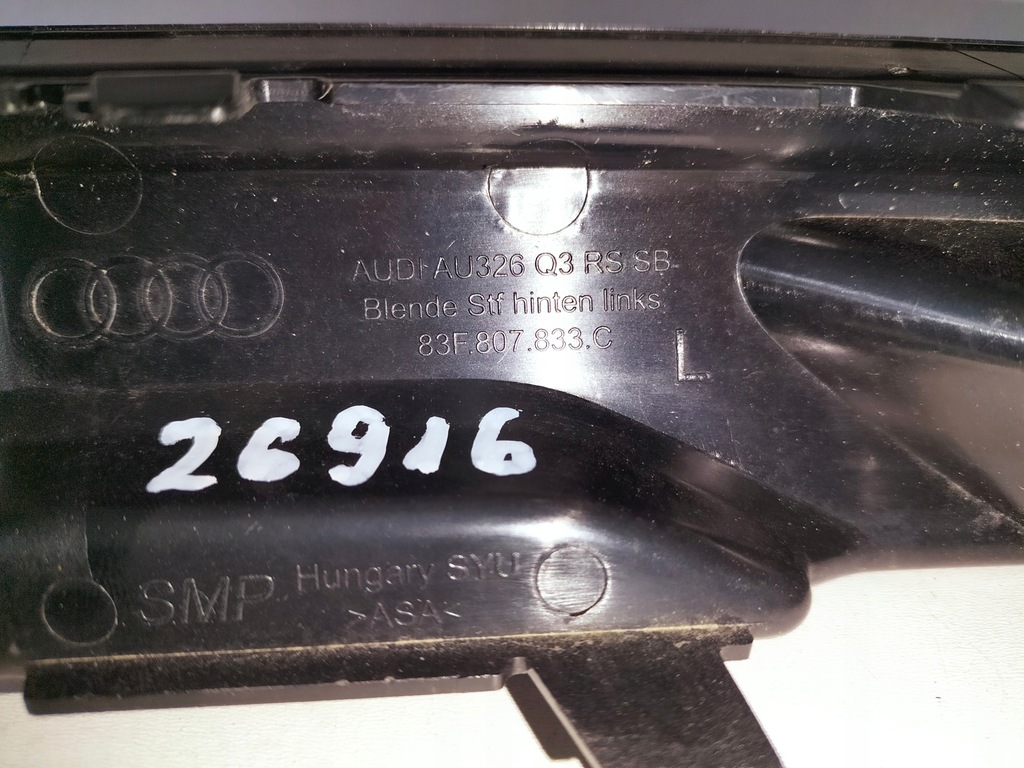 AUDI AU326 Q3 RS SB
Blende Stf hinten links
83F.807.833.C
L
26916
SMP Hungary SYU
>ASA<